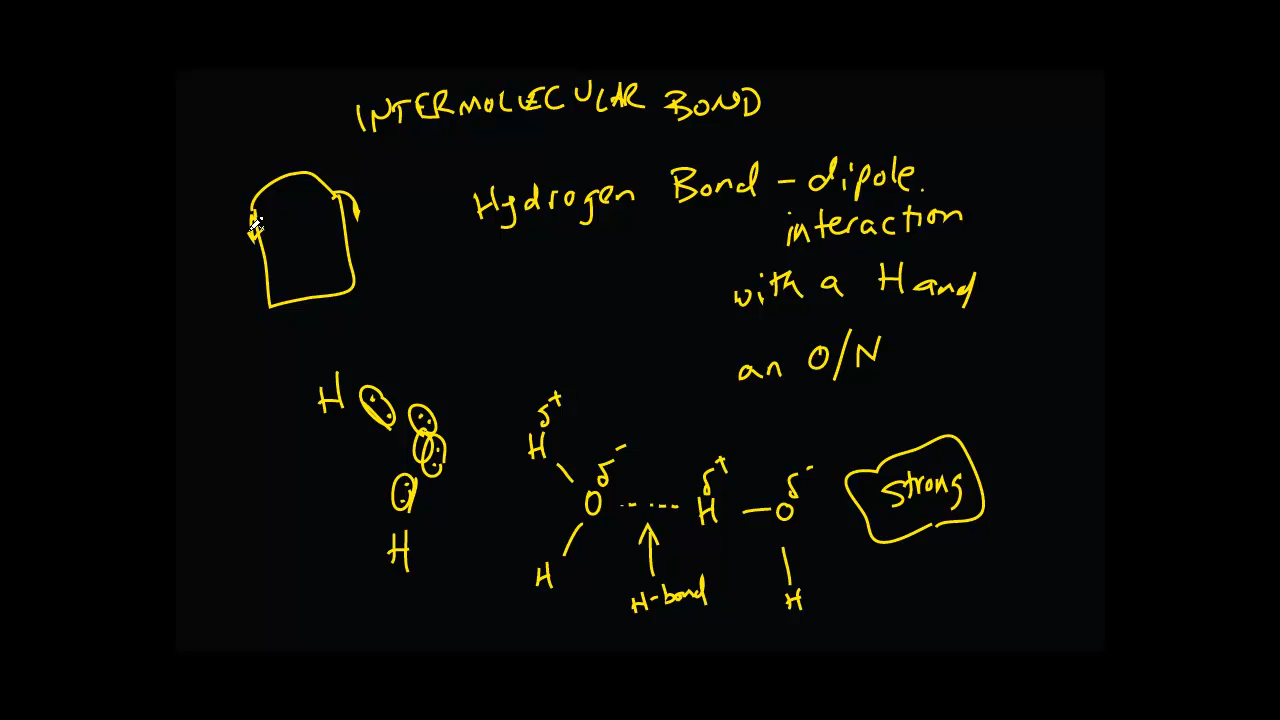 INTERMOLECULAR BOND
Hydrogen Bond - dipole.
interaction
with a H and
an O/N
H
H
δ+
H
δ-
O
H
H-bond
δ+
H
δ-
O
H
Strong